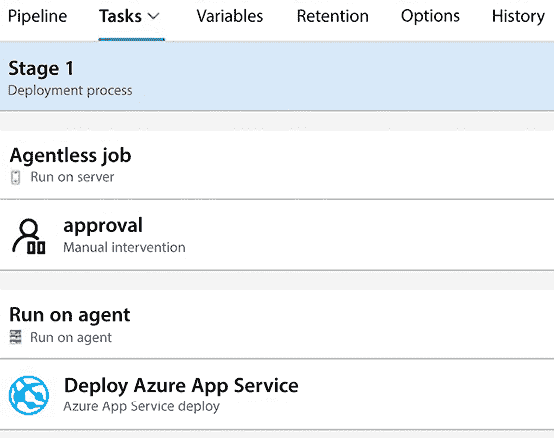 Pipeline Tasks Variables Retention Options History
Stage 1
Deployment process
Agentless job
Run on server
approval
Manual intervention
Run on agent
Run on agent
Deploy Azure App Service
Azure App Service deploy